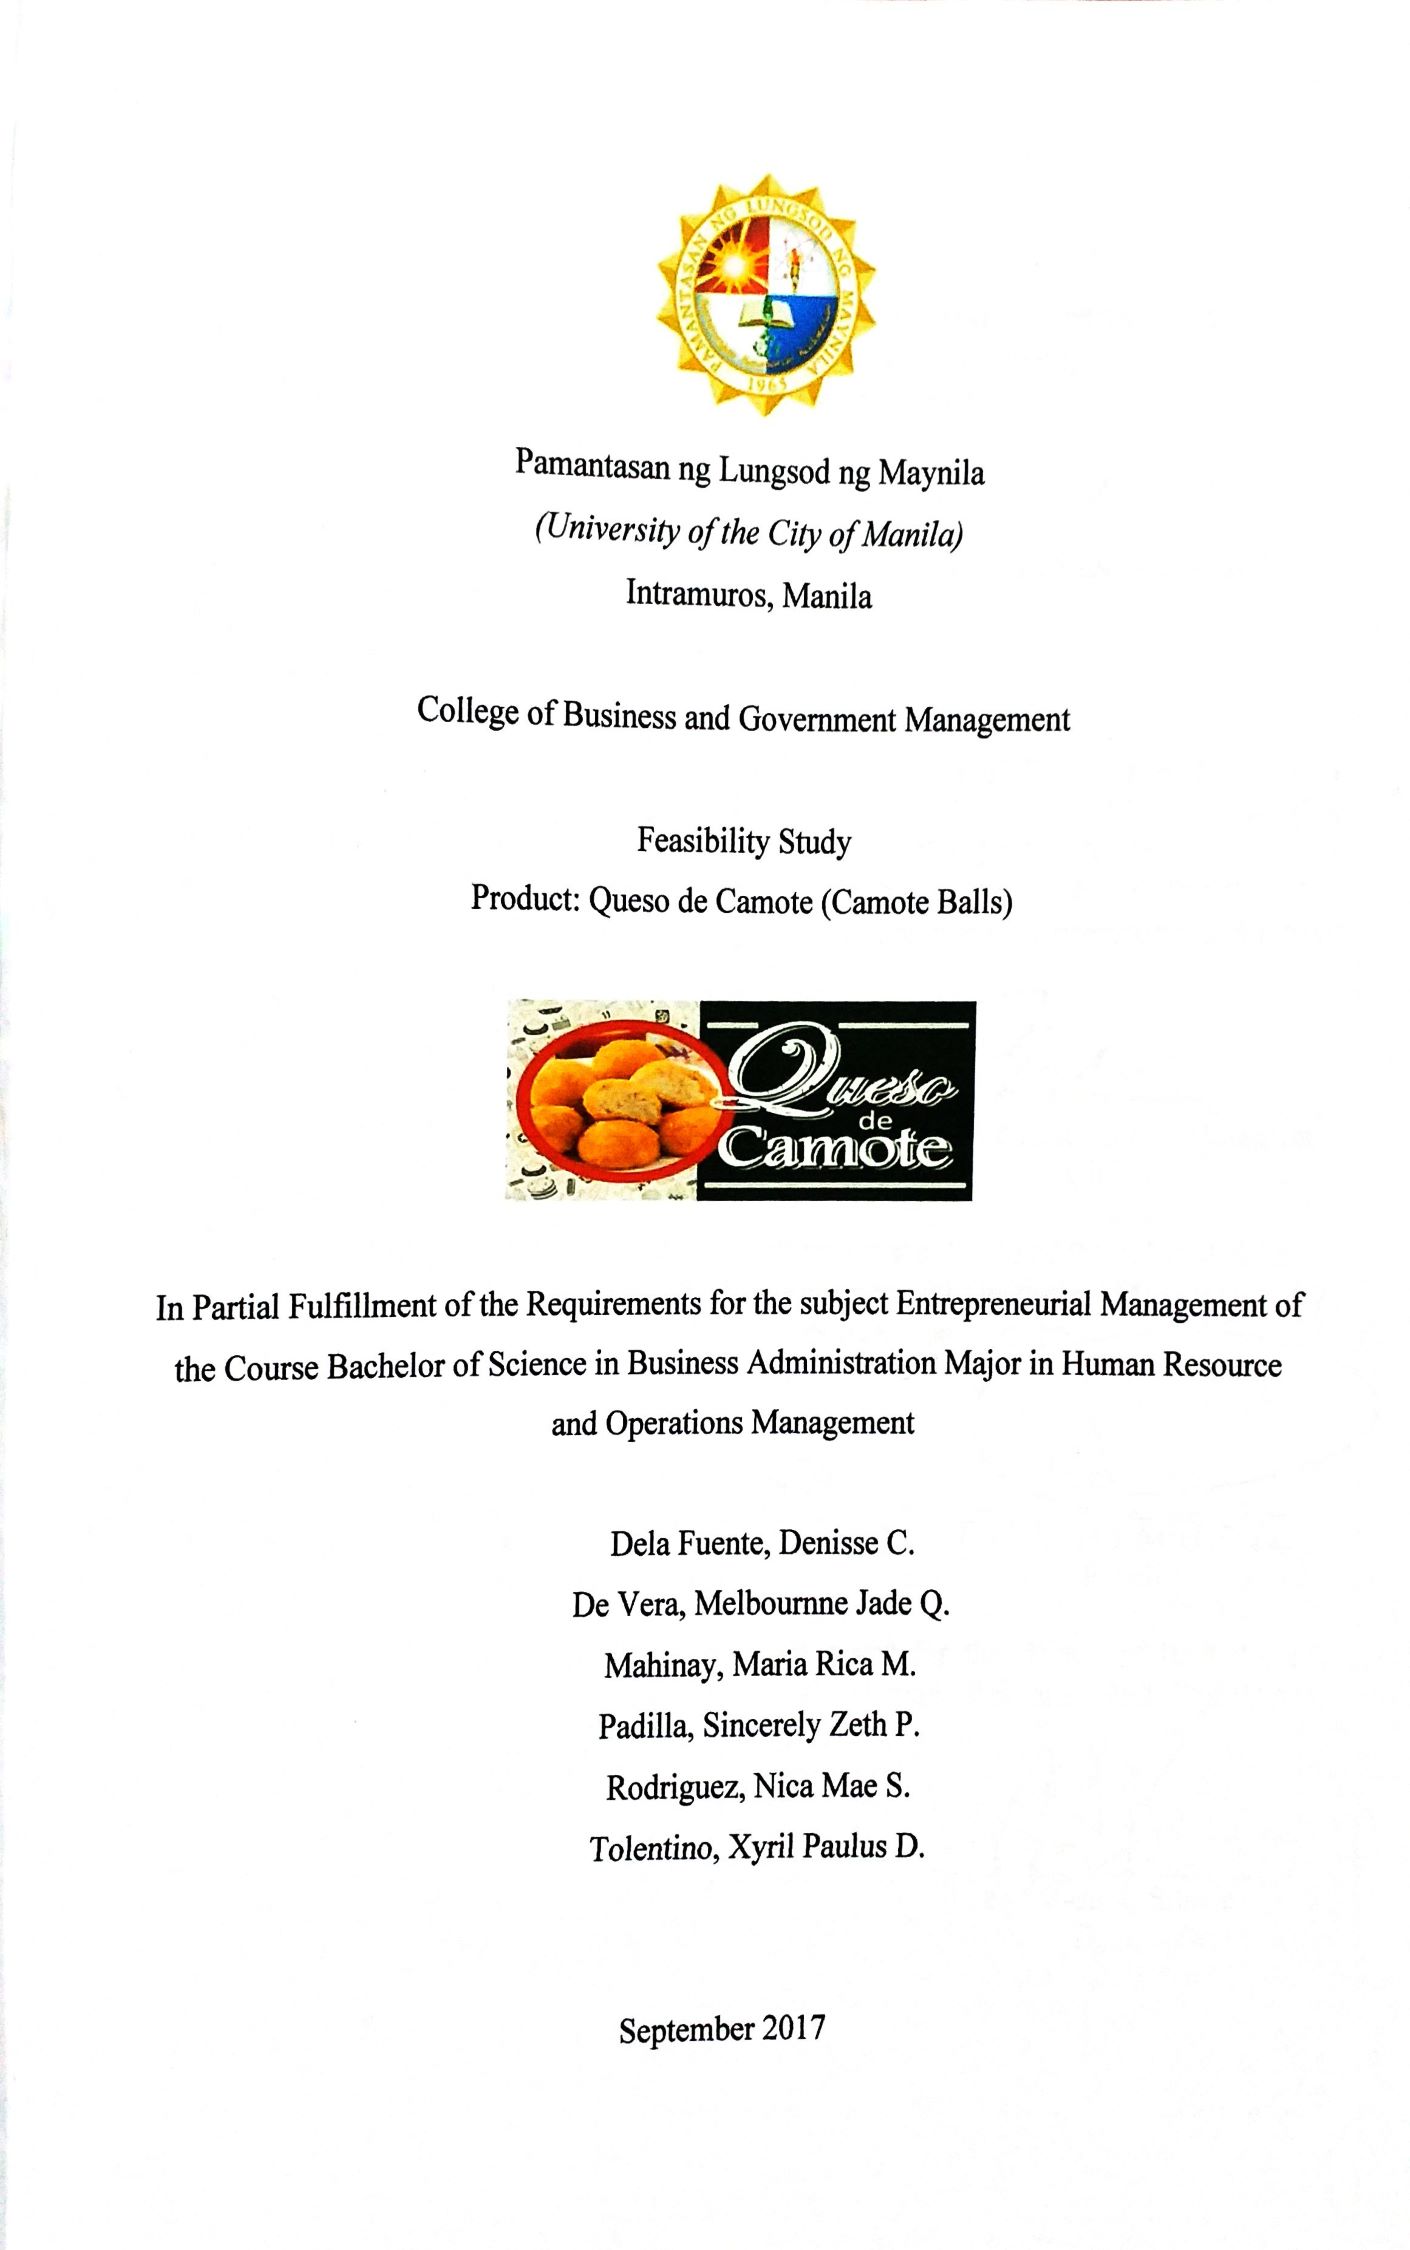 PAMANTASAN NG LUNGSOD NG MAYNILA
1965
Pamantasan ng Lungsod ng Maynila
(University of the City of Manila)
Intramuros, Manila
College of Business and Government Management
Feasibility Study
Product: Queso de Camote (Camote Balls)
Queso
de
Camote
In Partial Fulfillment of the Requirements for the subject Entrepreneurial Management of
the Course Bachelor of Science in Business Administration Major in Human Resource
and Operations Management
Dela Fuente, Denisse C.
De Vera, Melbournne Jade Q.
Mahinay, Maria Rica M.
Padilla, Sincerely Zeth P.
Rodriguez, Nica Mae S.
Tolentino, Xyril Paulus D.
September 2017